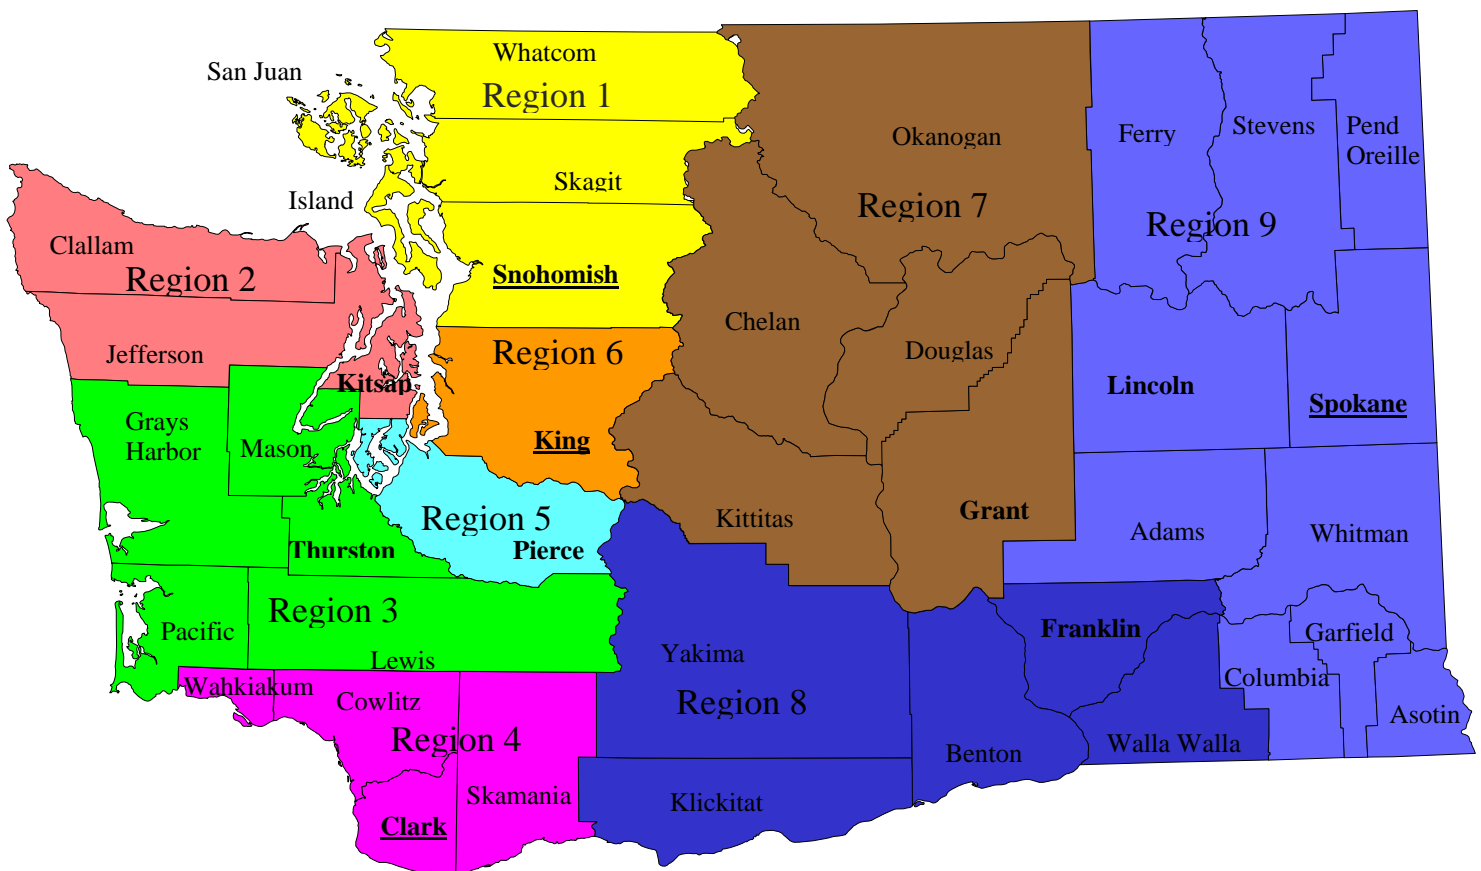 Whatcom
San Juan
Region 1
Okanogan
Ferry
Stevens
Pend
Oreille
Skagit
Island
Region 7
Region 9
Clallam
Region 2
Snohomish
Chelan
Jefferson
Region 6
Douglas
Kitsap
Lincoln
Spokane
Grays
Harbor
Mason
King
Region 5
Kittitas
Grant
Adams
Whitman
Thurston
Pierce
Region 3
Pacific
Lewis
Yakima
Franklin
Garfield
Columbia
Wahkiakum
Cowlitz
Region 8
Asotin
Region 4
Benton
Walla Walla
Skamania
Klickitat
Clark